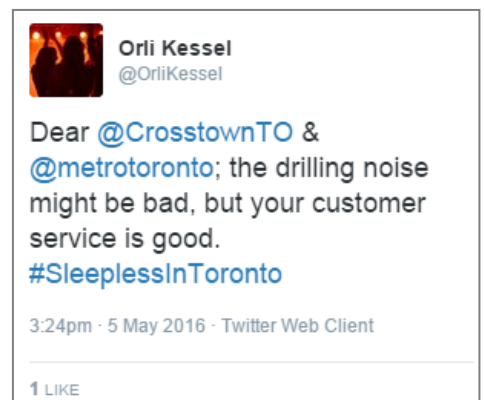 Orli Kessel
@OrliKessel
Dear @CrosstownTO &
@metrotoronto; the drilling noise
might be bad, but your customer
service is good.
#SleeplessInToronto
3:24pm · 5 May 2016 · Twitter Web Client
1 LIKE